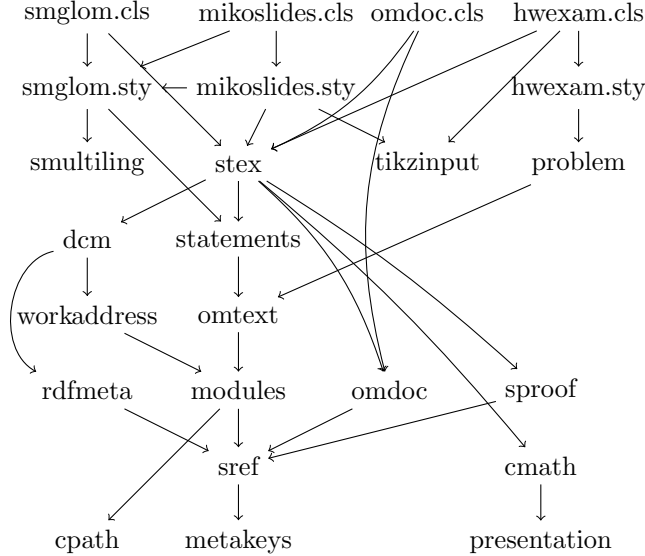 smglom.cls mikoslides.cls omdoc.cls hwexam.cls
smglom.sty mikoslides.sty hwexam.sty
smultiling stex tikzinput problem
dcm statements
workaddress omtext
rdfmeta modules omdoc sproof
sref cmath
cpath metakeys presentation